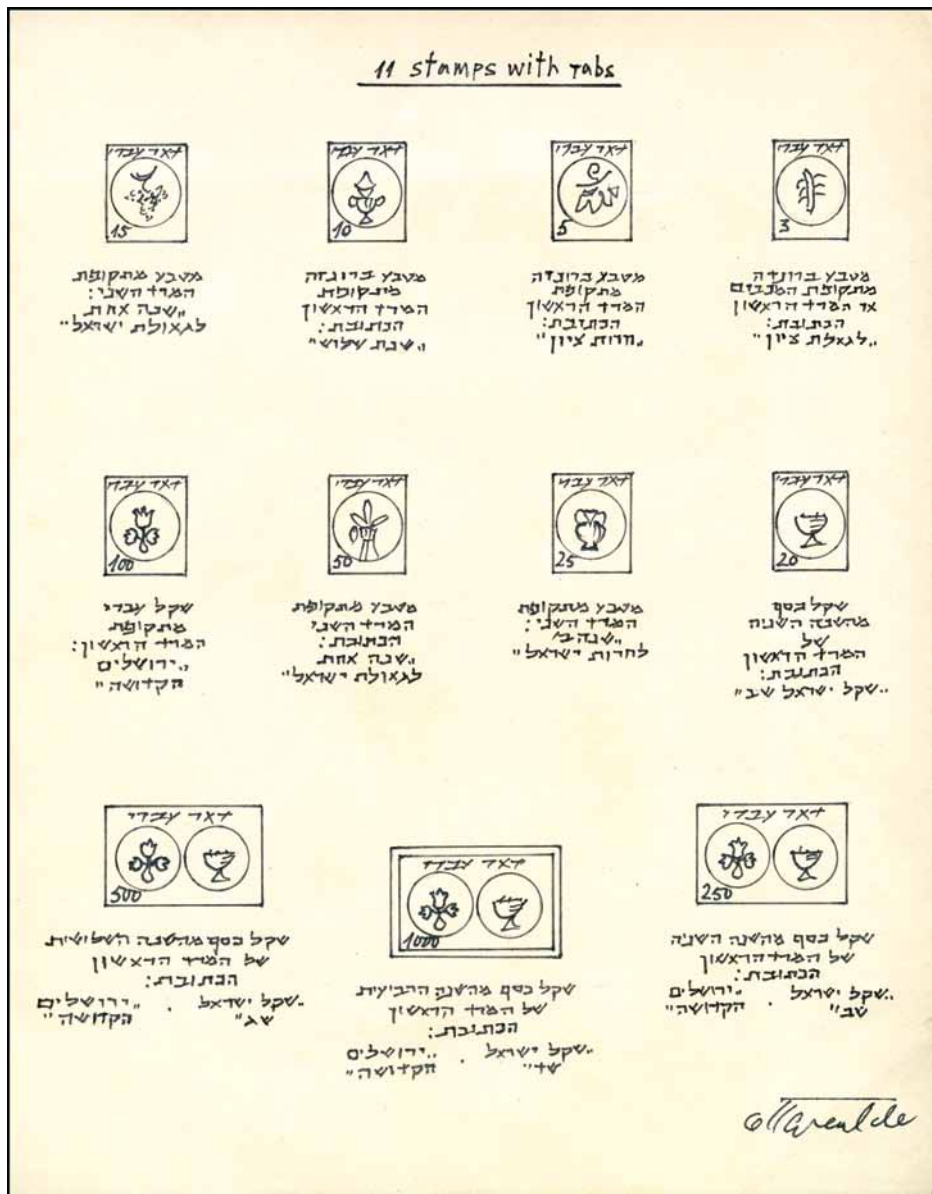 11 stamps with Tabs
דאר עברי
3
מטבע ברונזה
מתקופת המכבים
או המרד הראשון
הכתובת:
„לגאלת ציון"
דאר עברי
5
מטבע ברונזה
מתקופת
המרד הראשון
הכתובת:
„חרות ציון"
דאר עברי
10
מטבע ברונזה
מתקופת
המרד הראשון
הכתובת:
„שנת שלוש"
דאר עברי
15
מטבע מתקופת
המרד השני:
„שנה אחת
לגאולת ישראל"
דאר עברי
20
שקל כסף
מהשנה השניה
של
המרד הראשון
הכתובת:
„שקל ישראל שב"
דאר עברי
25
מטבע מתקופת
המרד השני:
„שנה ב'
לחרות ישראל"
דאר עברי
50
מטבע מתקופת
המרד השני
הכתובת:
„שנה אחת
לגאולת ישראל"
דאר עברי
100
שקל עברי
מתקופת
המרד הראשון:
„ירושלים
הקדושה"
דאר עברי
250
שקל כסף מהשנה השניה
של המרד הראשון
הכתובת:
„שקל ישראל . „ירושלים
שב" הקדושה"
דאר עברי
1000
שקל כסף מהשנה הרביעית
של המרד הראשון
הכתובת:
„שקל ישראל . „ירושלים
שד" הקדושה"
דאר עברי
500
שקל כסף מהשנה השלישית
של המרד הראשון
הכתובת:
„שקל ישראל . „ירושלים
שג" הקדושה"